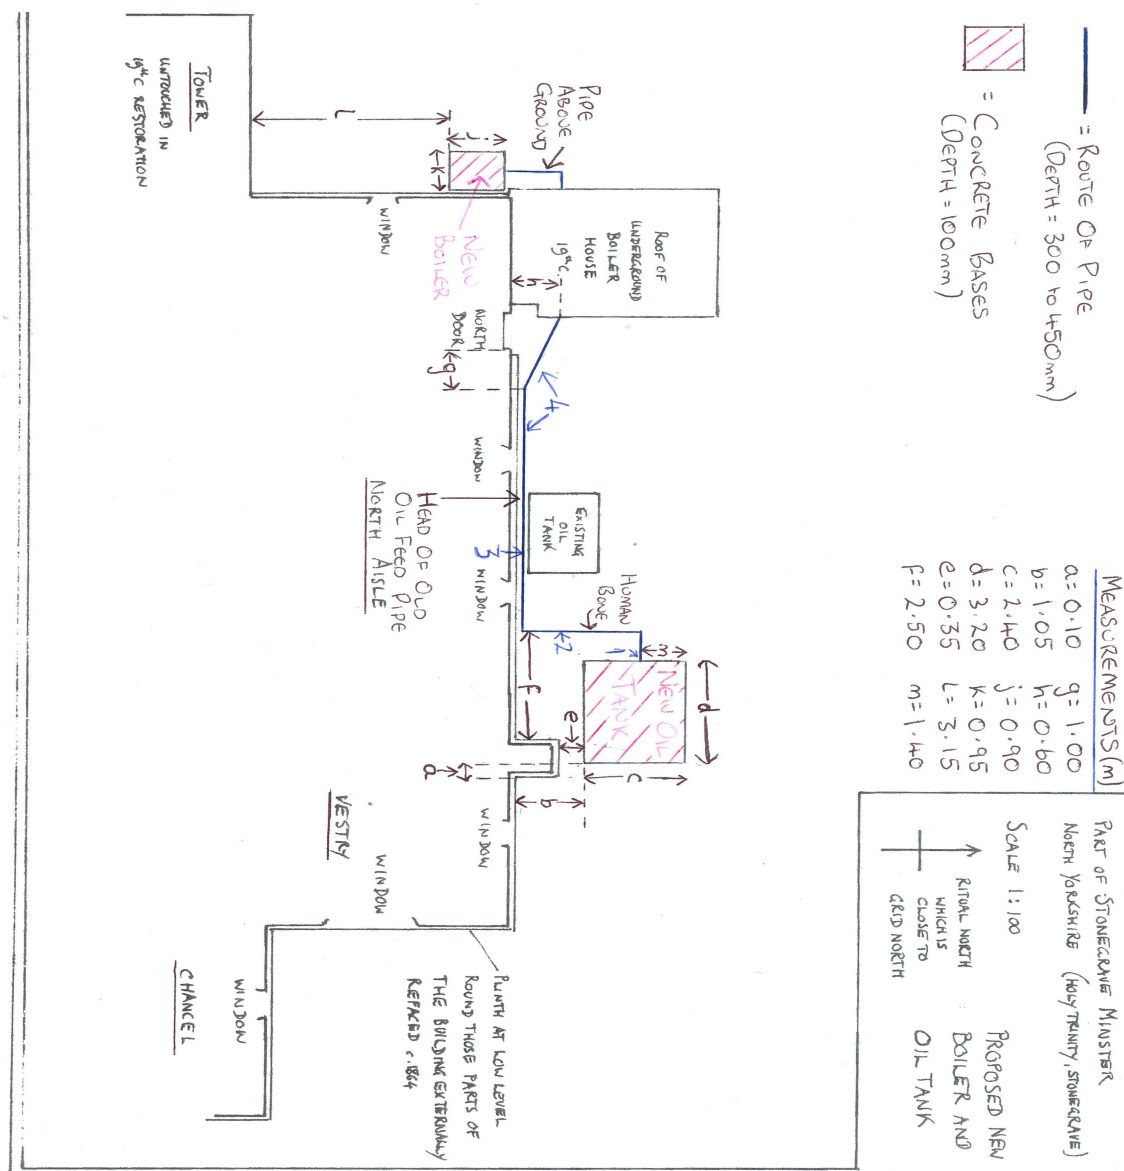 = ROUTE OF PIPE
(DEPTH = 300 to 450mm)
= CONCRETE BASES
(DEPTH = 100mm)
MEASUREMENTS (m)
a = 0.10 g = 1.00
b = 1.05 h = 0.60
c = 2.40 j = 0.90
d = 3.20 k = 0.95
e = 0.35 L = 3.15
f = 2.50 m = 1.40
PART OF STONEGRAVE MINSTER
NORTH YORKSHIRE (HOLY TRINITY, STONEGRAVE)
SCALE 1:100
RITUAL NORTH
WHICH IS
CLOSE TO
GRID NORTH
PROPOSED NEW
BOILER AND
OIL TANK
PIPE
ABOVE
GROUND
ROOF OF
UNDERGROUND
BOILER
HOUSE
19thC.
h
j
k
L
NEW
BOILER
TOWER
UNTOUCHED IN
19thC RESTORATION
WINDOW
NORTH
DOOR
g
4
WINDOW
EXISTING
OIL
TANK
HEAD OF OLD
OIL FEED PIPE
NORTH AISLE
3
WINDOW
HUMAN
BONE
2
1
m
NEW OIL
TANK
d
f
e
c
a
b
WINDOW
VESTRY
WINDOW
PLINTH AT LOW LEVEL
ROUND THOSE PARTS OF
THE BUILDING EXTERNALLY
REFACED c.1864
WINDOW
CHANCEL